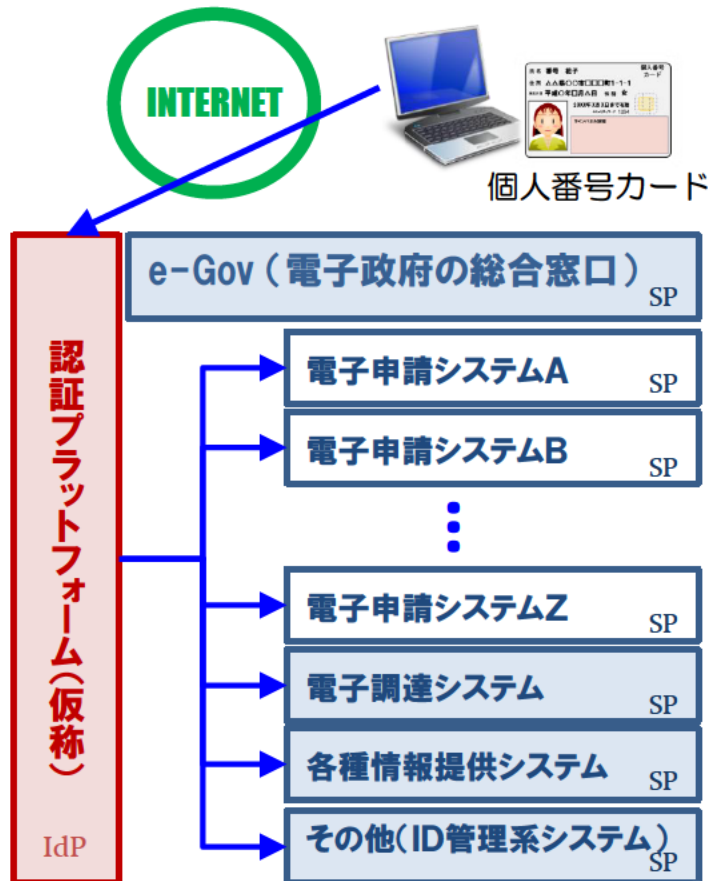 INTERNET
個人番号カード
e-Gov（電子政府の総合窓口）
SP
認証プラットフォーム（仮称）
IdP
電子申請システムA
SP
電子申請システムB
SP
電子申請システムZ
SP
電子調達システム
SP
各種情報提供システム
SP
その他（ID管理系システム）
SP